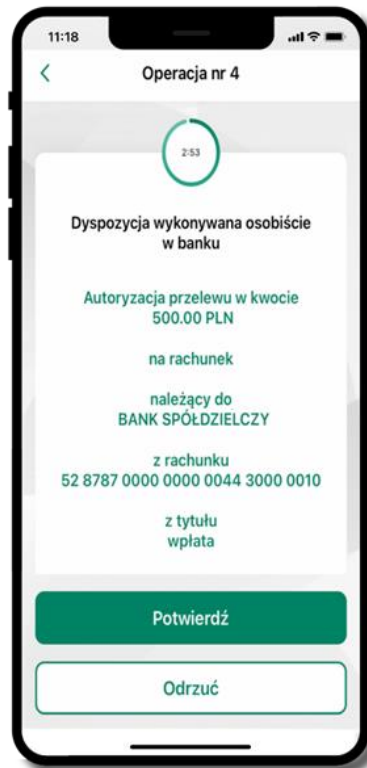 11:18
Operacja nr 4
2:53
Dyspozycja wykonywana osobiście
w banku
Autoryzacja przelewu w kwocie
500.00 PLN
na rachunek
należący do
BANK SPÓŁDZIELCZY
z rachunku
52 8787 0000 0000 0044 3000 0010
z tytułu
wpłata
Potwierdź
Odrzuć